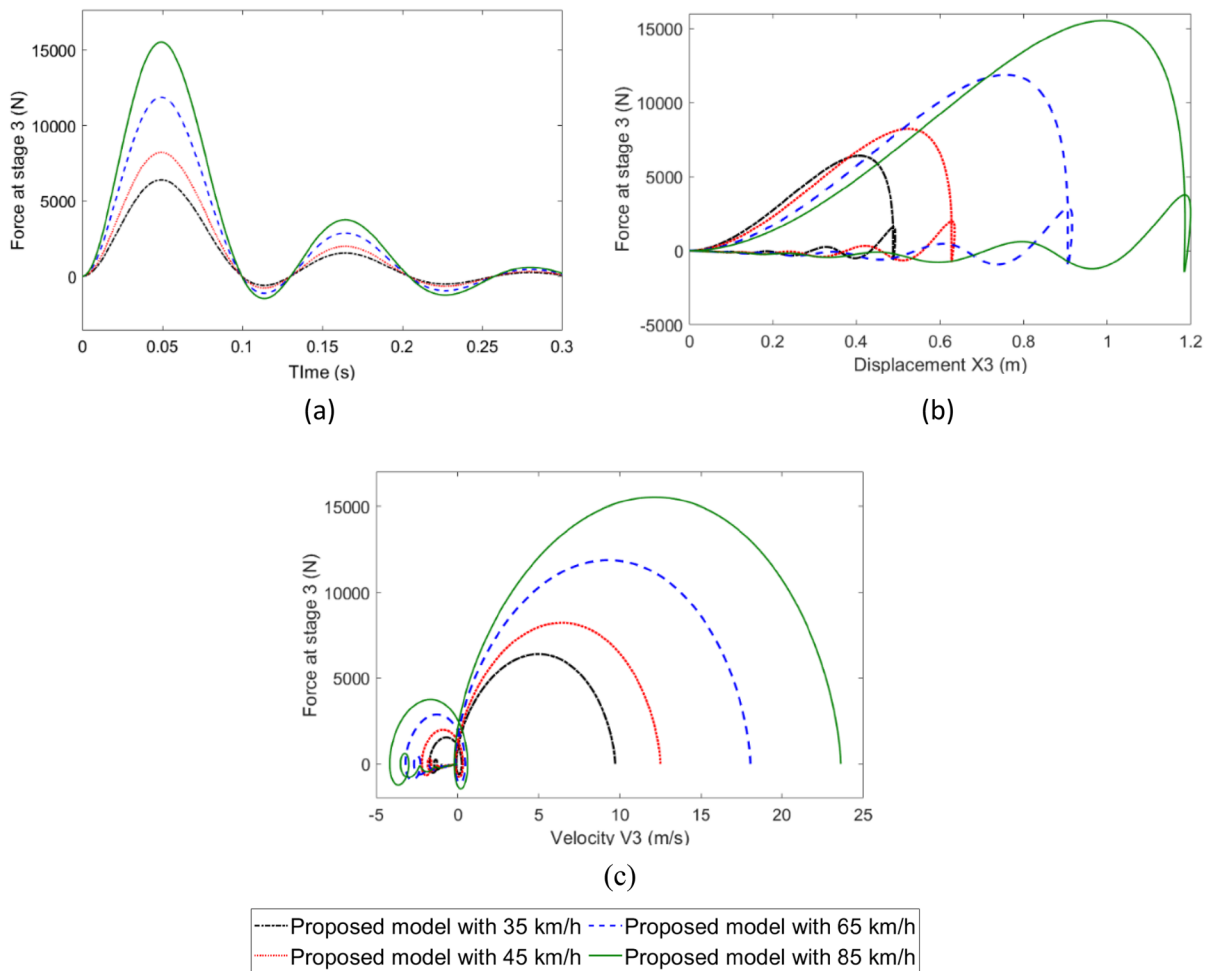 15000
10000
5000
0
Force at stage 3 (N)
0 0.05 0.1 0.15 0.2 0.25 0.3
TIme (s)
(a)
15000
10000
5000
0
-5000
Force at stage 3 (N)
0 0.2 0.4 0.6 0.8 1 1.2
Displacement X3 (m)
(b)
15000
10000
5000
0
Force at stage 3 (N)
-5 0 5 10 15 20 25
Velocity V3 (m/s)
(c)
Proposed model with 35 km/h Proposed model with 65 km/h
Proposed model with 45 km/h Proposed model with 85 km/h